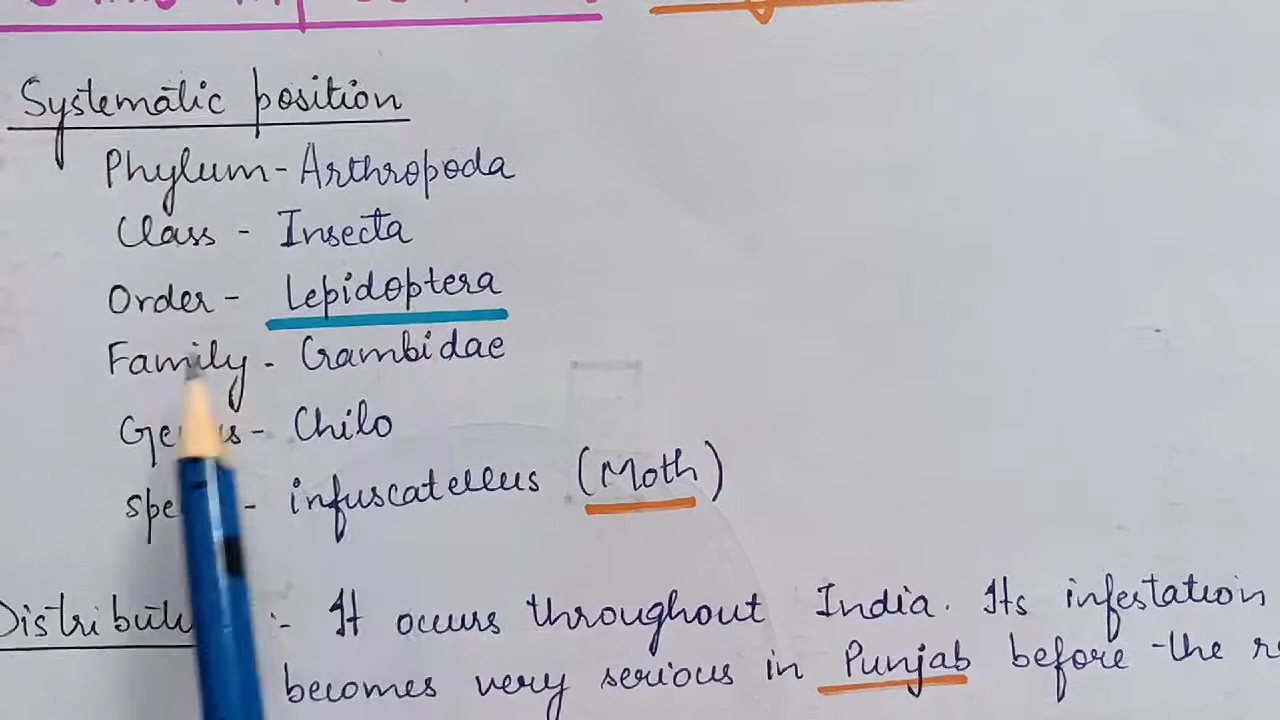 Systematic position
Phylum - Arthropoda
Class - Insecta
Order - Lepidoptera
Family - Crambidae
Genus - Chilo
- infuscatellus (Moth)
:- It occurs throughout India. Its infestation
becomes very serious in Punjab before the